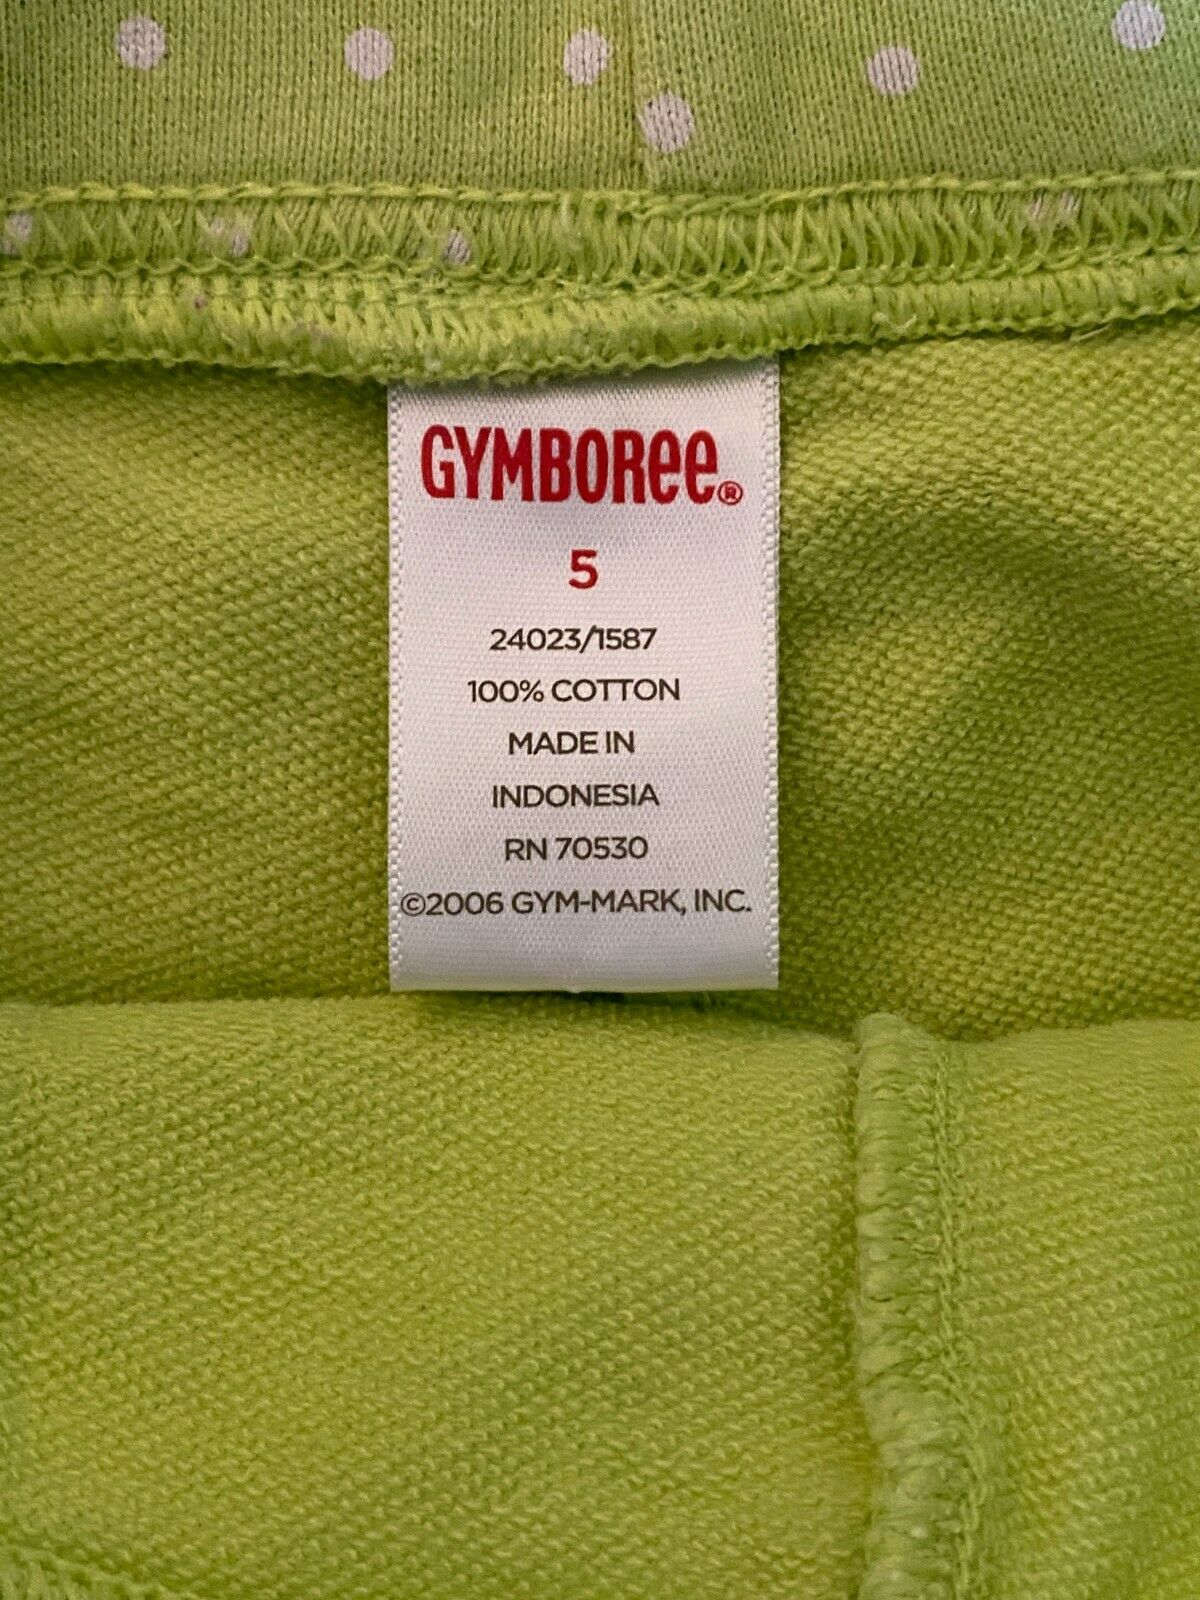 GYMBOREE®
5
24023/1587
100% COTTON
MADE IN
INDONESIA
RN 70530
©2006 GYM-MARK, INC.